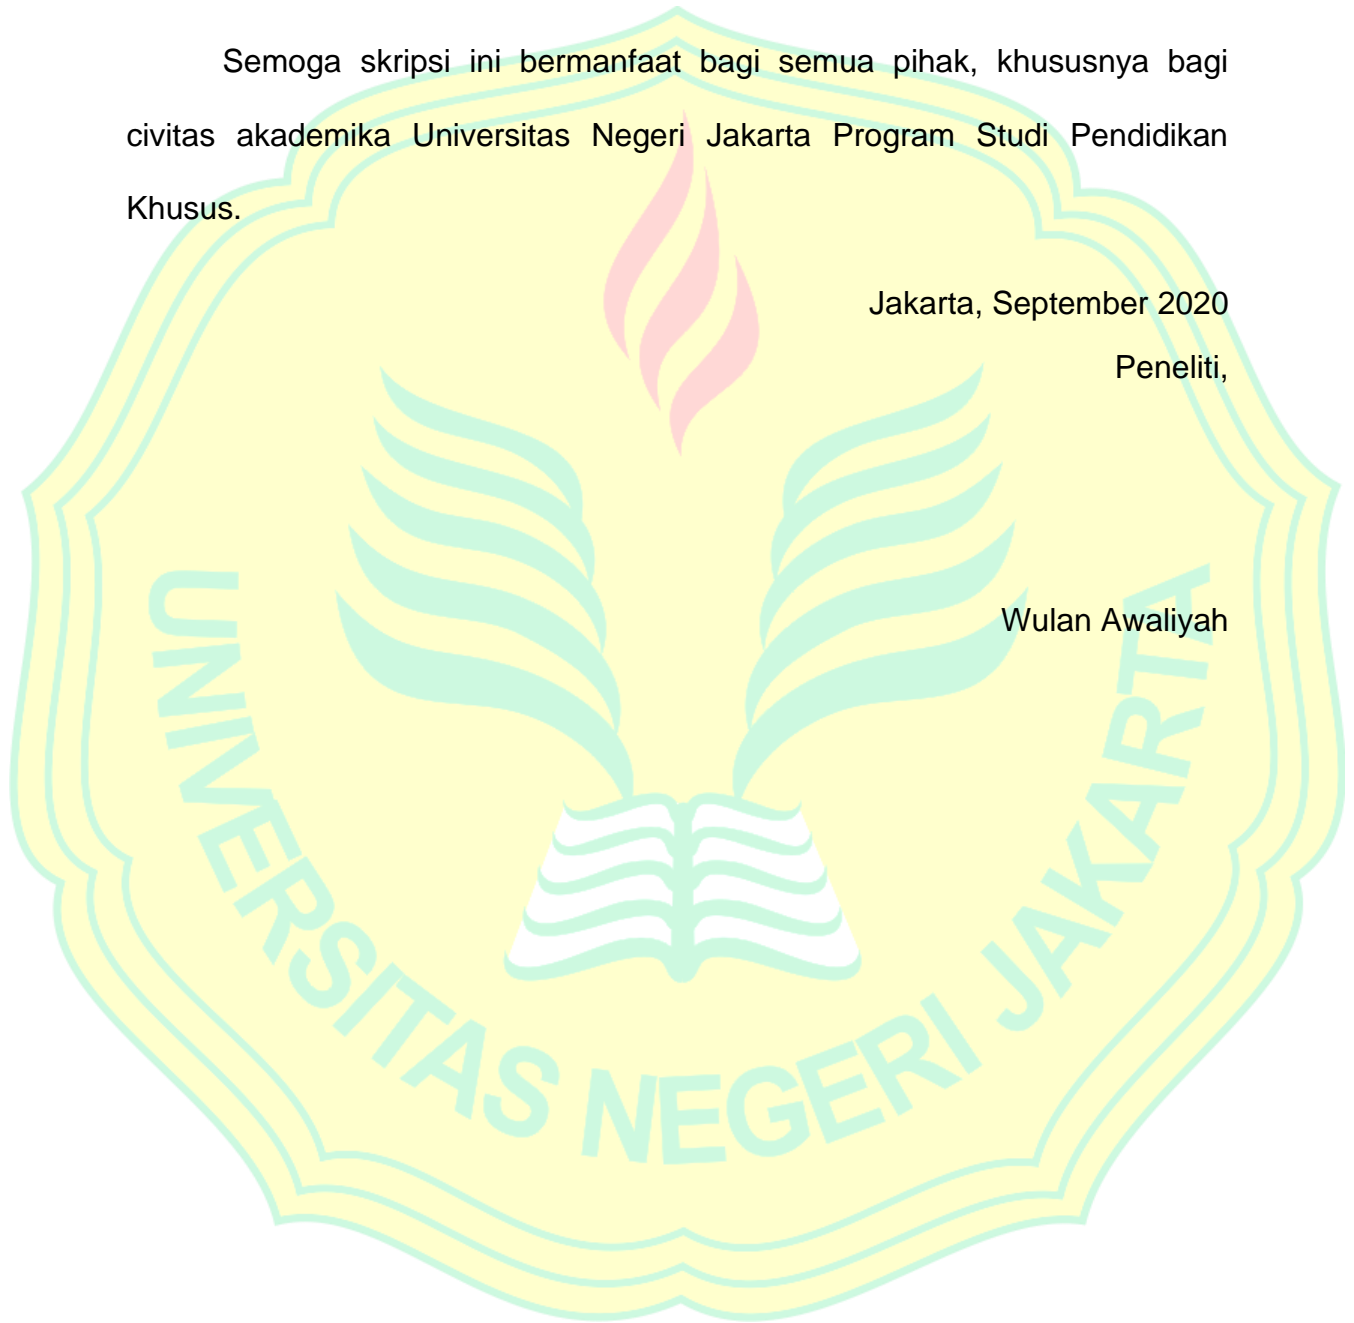 Semoga skripsi ini bermanfaat bagi semua pihak, khususnya bagi
civitas akademika Universitas Negeri Jakarta Program Studi Pendidikan
Khusus.
Jakarta, September 2020
Peneliti,
Wulan Awaliyah
UNIVERSITAS NEGERI JAKARTA